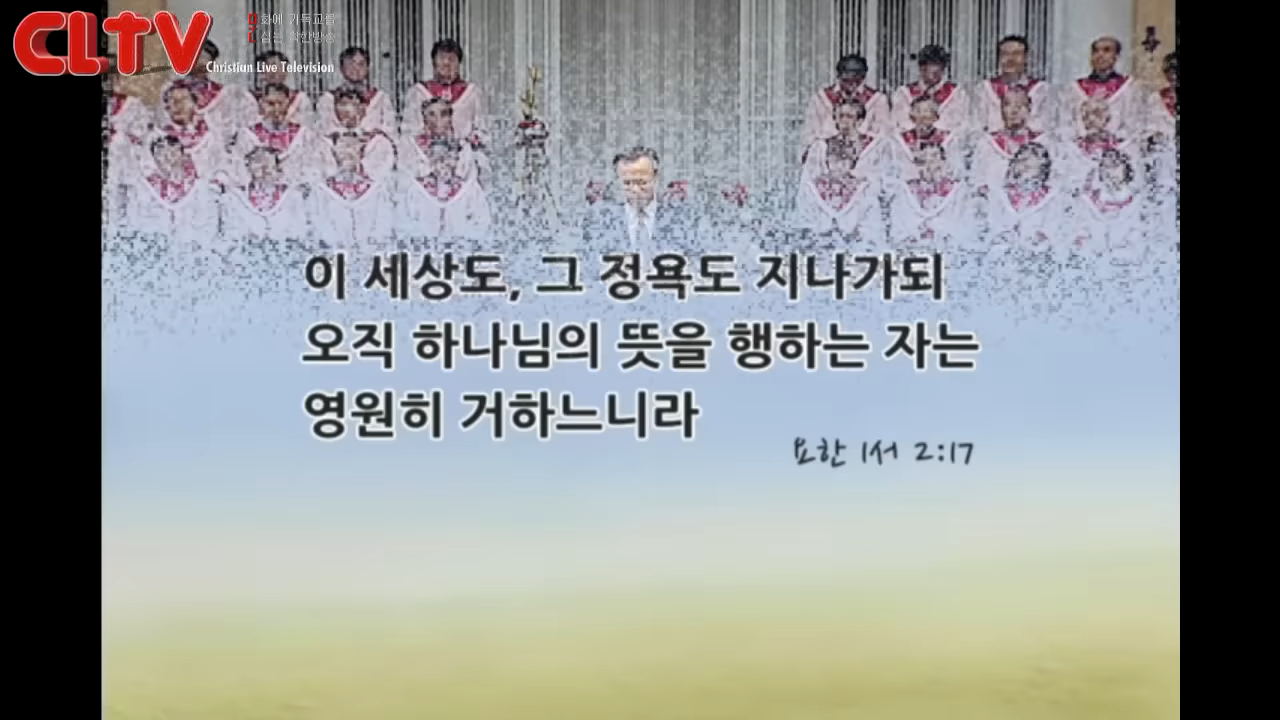 CLTV
Christian Live Television
이 세상도, 그 정욕도 지나가되
오직 하나님의 뜻을 행하는 자는
영원히 거하느니라
요한 1서 2:17